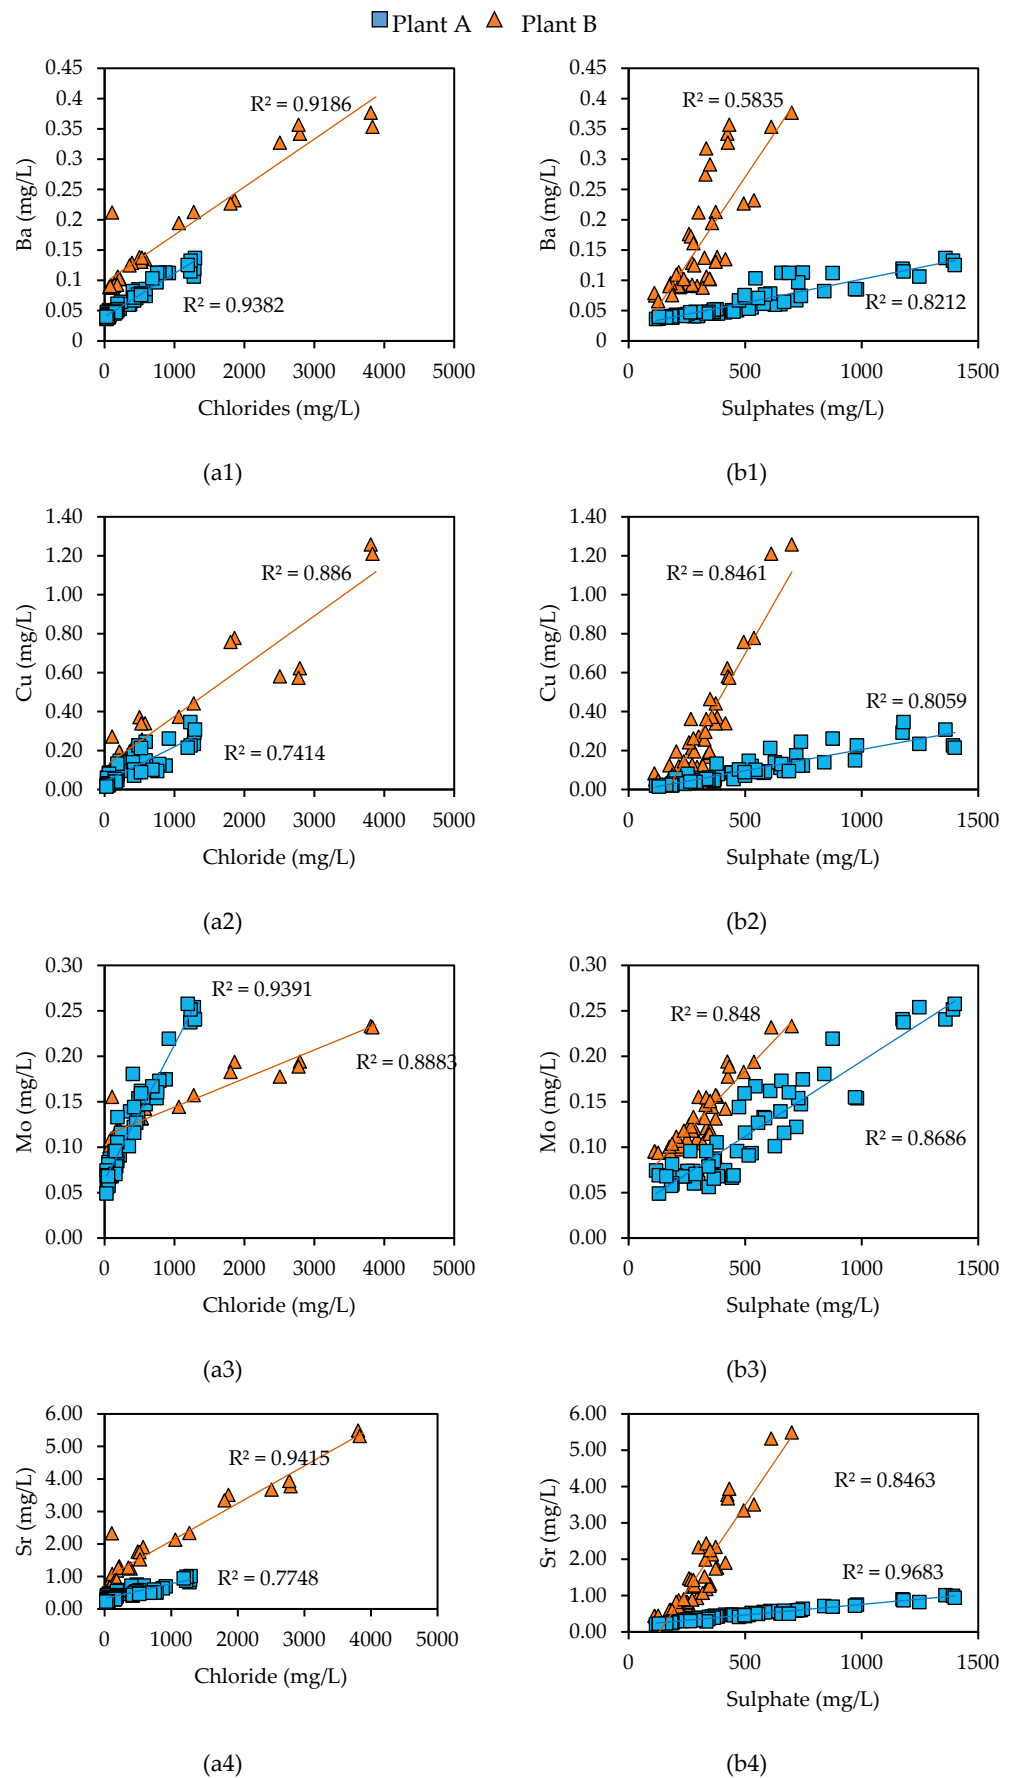 Plant A Plant B
0.45
0.4
0.35
0.3
0.25
0.2
0.15
0.1
0.05
0
Ba (mg/L)
R² = 0.9186
R² = 0.9382
0 1000 2000 3000 4000 5000
Chlorides (mg/L)
(a1)
0.45
0.4
0.35
0.3
0.25
0.2
0.15
0.1
0.05
0
Ba (mg/L)
R² = 0.5835
R² = 0.8212
0 500 1000 1500
Sulphates (mg/L)
(b1)
1.40
1.20
1.00
0.80
0.60
0.40
0.20
0.00
Cu (mg/L)
R² = 0.886
R² = 0.7414
0 1000 2000 3000 4000 5000
Chloride (mg/L)
(a2)
1.40
1.20
1.00
0.80
0.60
0.40
0.20
0.00
Cu (mg/L)
R² = 0.8461
R² = 0.8059
0 500 1000 1500
Sulphate (mg/L)
(b2)
0.30
0.25
0.20
0.15
0.10
0.05
0.00
Mo (mg/L)
R² = 0.9391
R² = 0.8883
0 1000 2000 3000 4000 5000
Chloride (mg/L)
(a3)
0.30
0.25
0.20
0.15
0.10
0.05
0.00
Mo (mg/L)
R² = 0.848
R² = 0.8686
0 500 1000 1500
Sulphate (mg/L)
(b3)
6.00
5.00
4.00
3.00
2.00
1.00
0.00
Sr (mg/L)
R² = 0.9415
R² = 0.7748
0 1000 2000 3000 4000 5000
Chloride (mg/L)
(a4)
6.00
5.00
4.00
3.00
2.00
1.00
0.00
Sr (mg/L)
R² = 0.8463
R² = 0.9683
0 500 1000 1500
Sulphate (mg/L)
(b4)